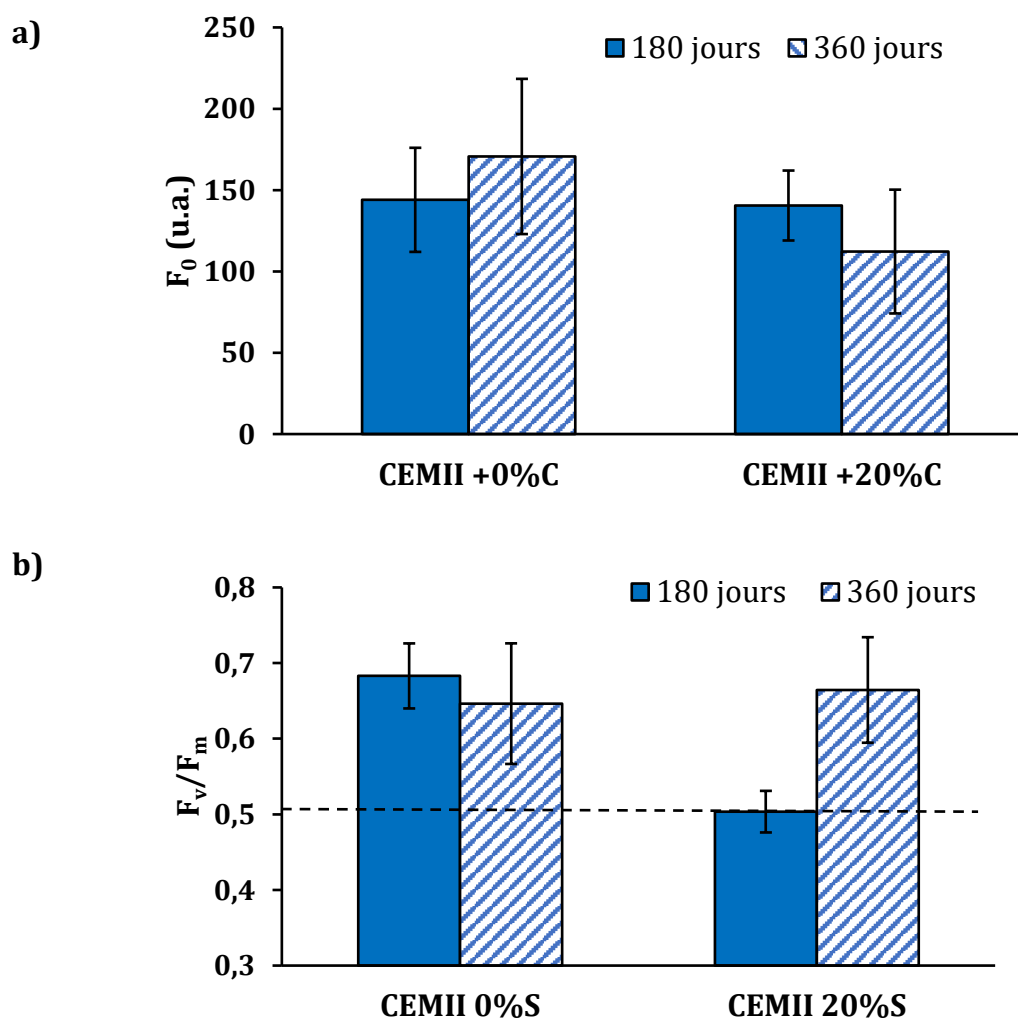 a)
180 jours 360 jours
F₀ (u.a.)
250
200
150
100
50
0
CEMII +0%C CEMII +20%C
b)
180 jours 360 jours
Fᵥ/Fₘ
0,8
0,7
0,6
0,5
0,4
0,3
CEMII 0%S CEMII 20%S